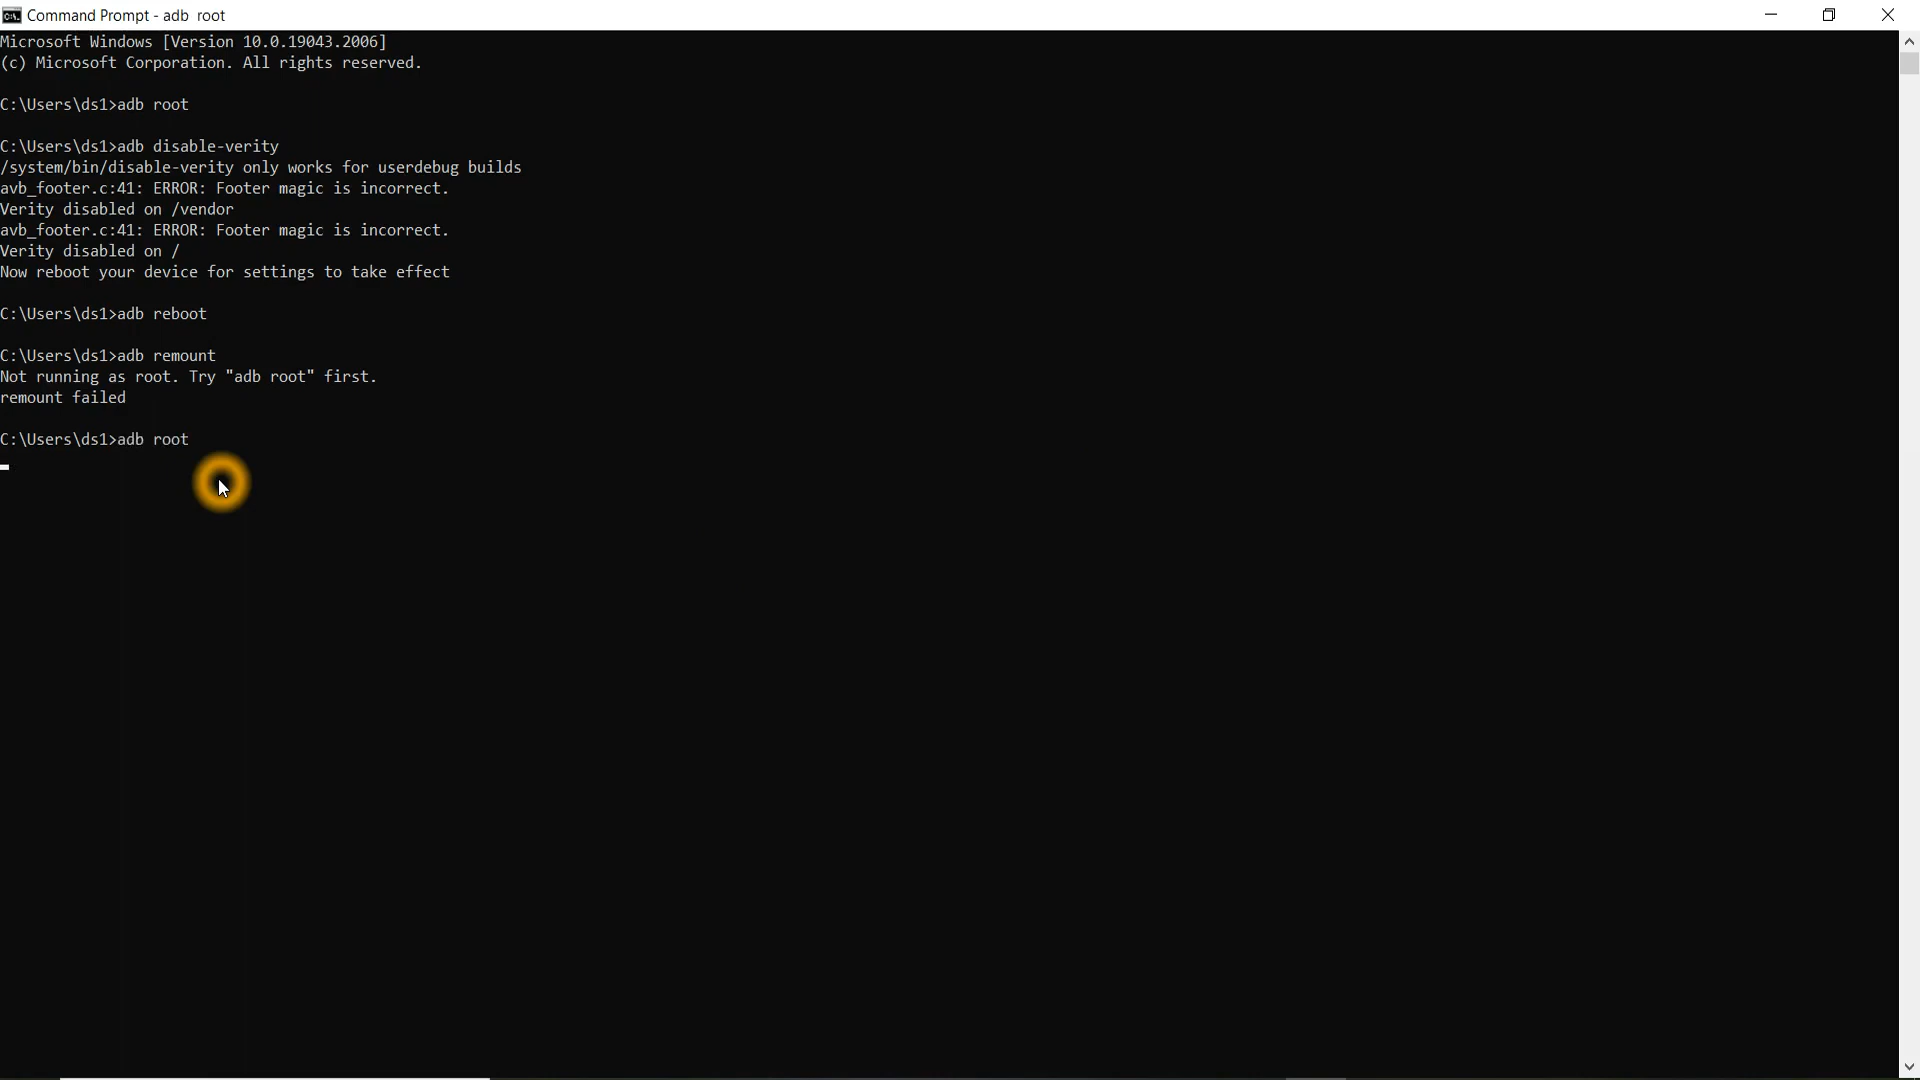 Command Prompt - adb  root
Microsoft Windows [Version 10.0.19043.2006]
(c) Microsoft Corporation. All rights reserved.
C:\Users\ds1>adb root
C:\Users\ds1>adb disable-verity
/system/bin/disable-verity only works for userdebug builds
avb_footer.c:41: ERROR: Footer magic is incorrect.
Verity disabled on /vendor
avb_footer.c:41: ERROR: Footer magic is incorrect.
Verity disabled on /
Now reboot your device for settings to take effect
C:\Users\ds1>adb reboot
C:\Users\ds1>adb remount
Not running as root. Try "adb root" first.
remount failed
C:\Users\ds1>adb root